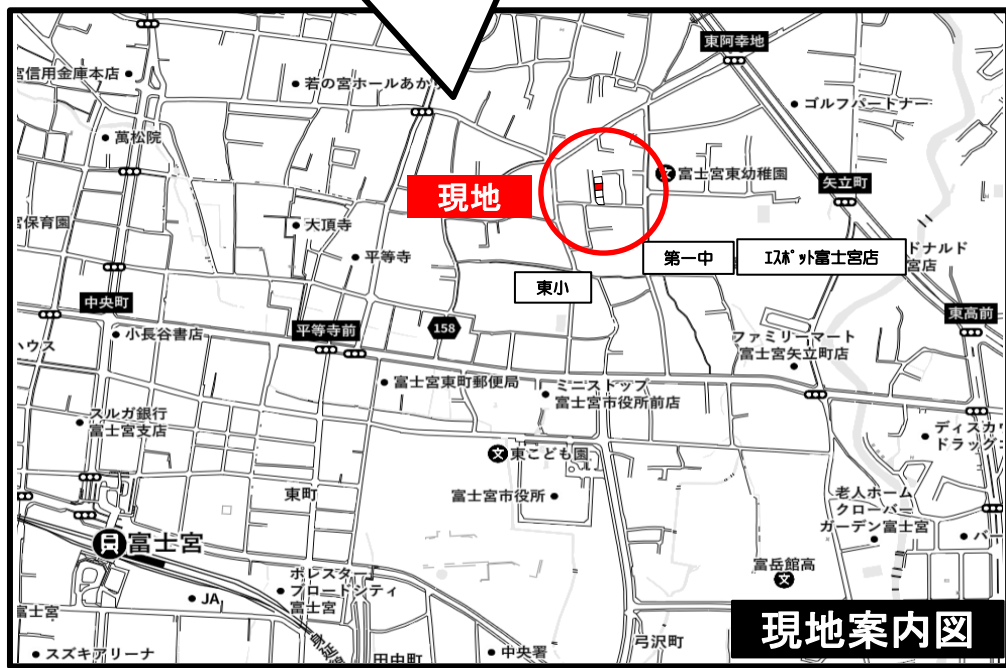 東阿幸地
宮信用金庫本店
若の宮ホールあか
ゴルフパートナー
萬松院
富士宮東幼稚園
矢立町
現地
宮保育園
大頂寺
平等寺
第一中
エスポット富士宮店
ドナルド
宮店
東小
中央町
小長谷書店
平等寺前
158
東高前
ハウス
ファミリーマート
富士宮矢立町店
富士宮東町郵便局
ミニストップ
富士宮市役所前店
スルガ銀行
富士宮支店
ディスカウ
ドラッグコ
文
東こども園
東町
富士宮市役所
老人ホーム
クローバー
ガーデン富士宮
バー
富士宮
富岳館高
文
ポレスター
ブロードシティ
富士宮
JA
富士宮
身延線
弓沢町
スズキアリーナ
田中町
中央署
現地案内図